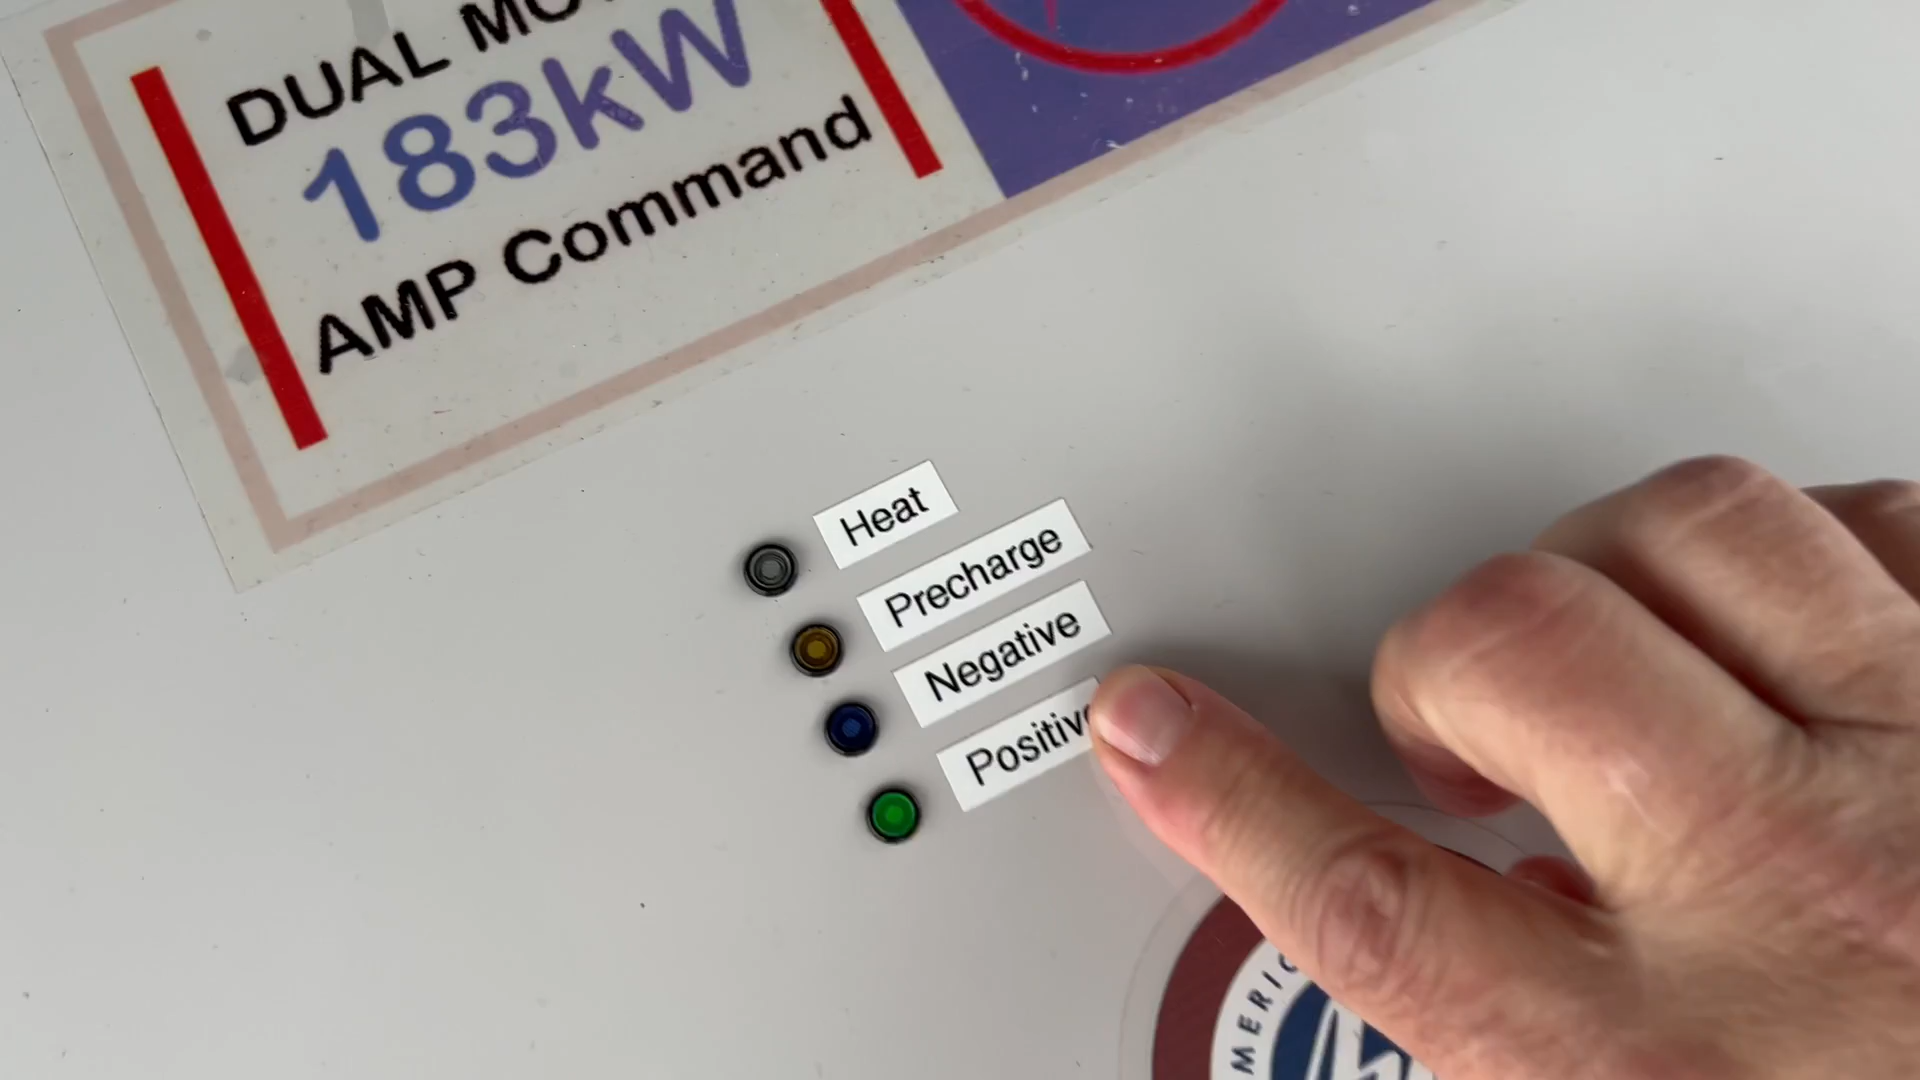 DUAL
183kW
AMP Command
Heat
Precharge
Negative